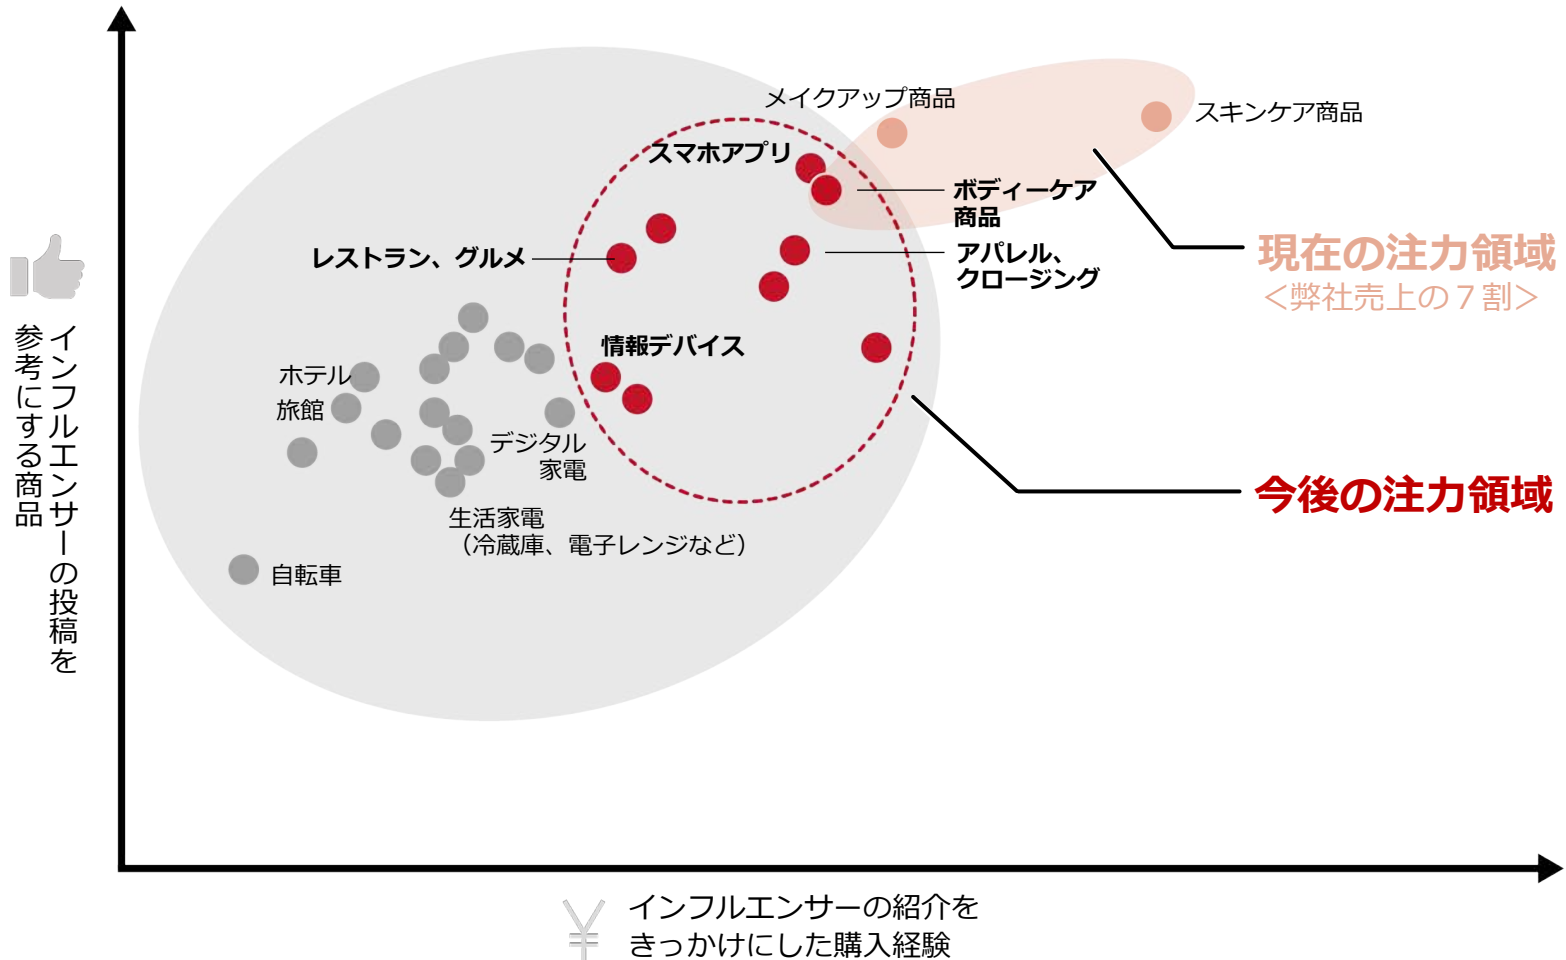 メイクアップ商品
スキンケア商品
スマホアプリ
ボディーケア
商品
レストラン、グルメ
アパレル、
クロージング
現在の注力領域
＜弊社売上の７割＞
情報デバイス
ホテル
旅館
デジタル
家電
今後の注力領域
生活家電
（冷蔵庫、電子レンジなど）
自転車
インフルエンサーの投稿を
参考にする商品
インフルエンサーの紹介を
きっかけにした購入経験